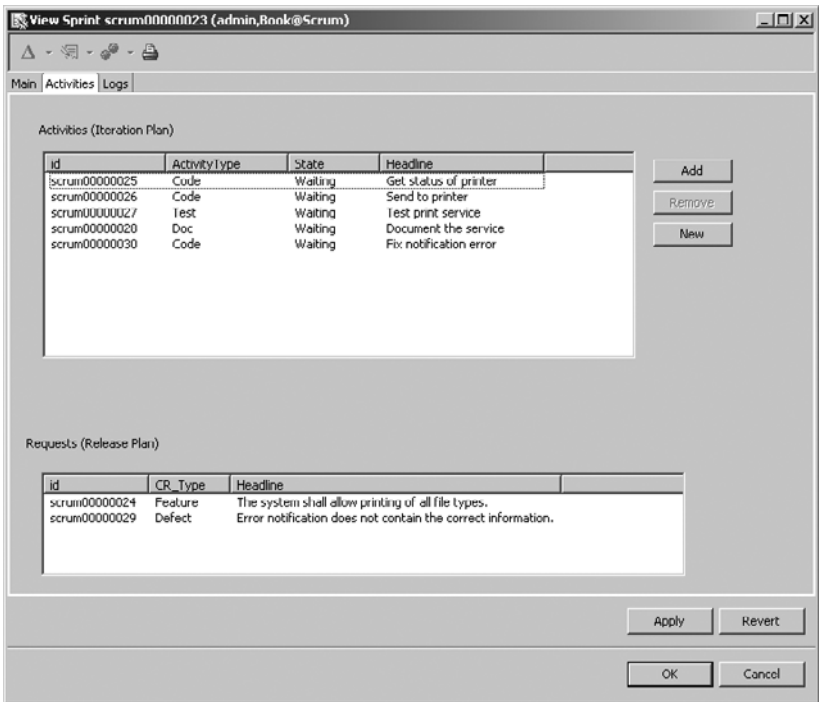 View Sprint scrum00000023 (admin,Book@Scrum)
Main Activities Logs
Activities (Iteration Plan)
id ActivityType State Headline
scrum00000025 Code Waiting Get status of printer
scrum00000026 Code Waiting Send to printer
scrum00000027 Test Waiting Test print service
scrum00000020 Doc Waiting Document the service
scrum00000030 Code Waiting Fix notification error
Add
Remove
New
Requests (Release Plan)
id CR_Type Headline
scrum00000024 Feature The system shall allow printing of all file types.
scrum00000029 Defect Error notification does not contain the correct information.
Apply Revert
OK Cancel